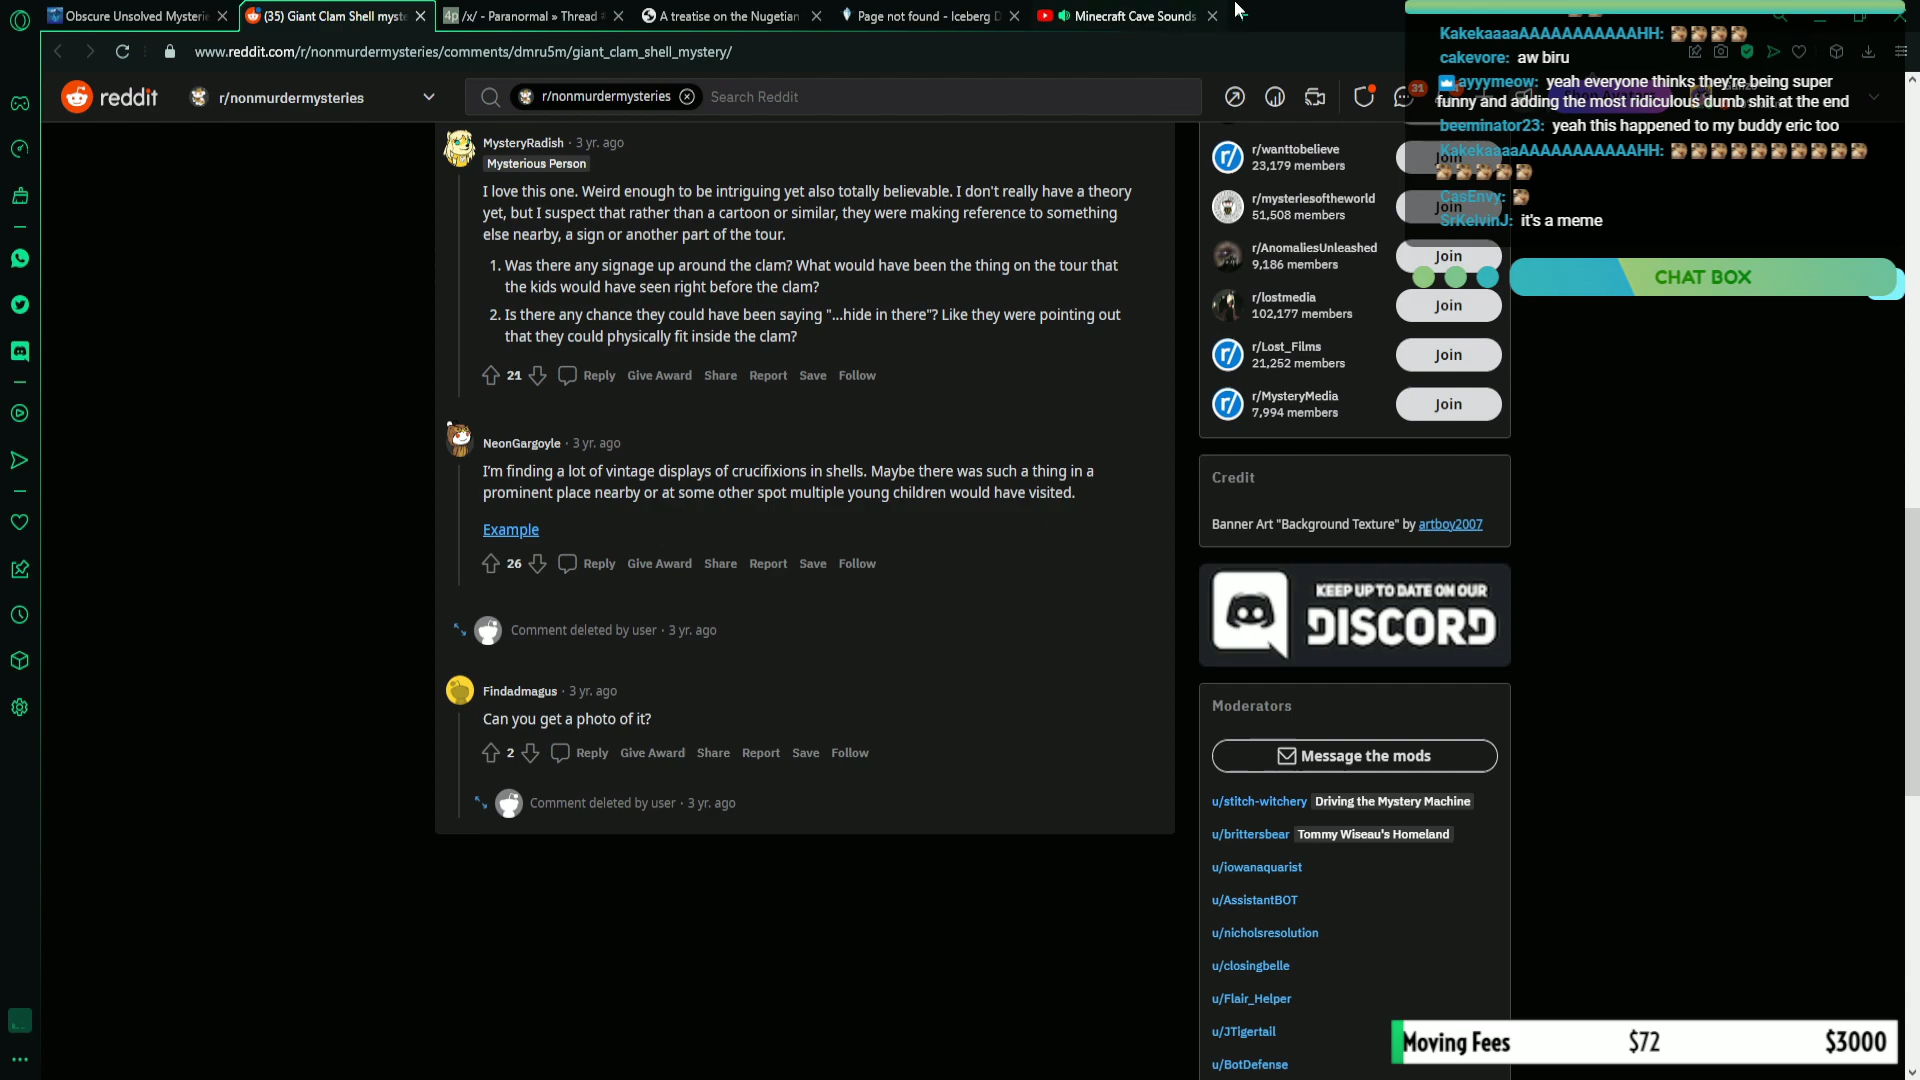 Obscure Unsolved Mysterie
(35) Giant Clam Shell myst
/x/ - Paranormal » Thread
A treatise on the Nugetian
Page not found - Iceberg D
Minecraft Cave Sounds
www.reddit.com/r/nonmurdermysteries/comments/dmru5m/giant_clam_shell_mystery/
reddit
r/nonmurdermysteries
r/nonmurdermysteries
Search Reddit
31
MysteryRadish · 3 yr. ago
Mysterious Person
I love this one. Weird enough to be intriguing yet also totally believable. I don't really have a theory
yet, but I suspect that rather than a cartoon or similar, they were making reference to something
else nearby, a sign or another part of the tour.
1. Was there any signage up around the clam? What would have been the thing on the tour that
the kids would have seen right before the clam?
2. Is there any chance they could have been saying "...hide in there"? Like they were pointing out
that they could physically fit inside the clam?
21 Reply Give Award Share Report Save Follow
NeonGargoyle · 3 yr. ago
I'm finding a lot of vintage displays of crucifixions in shells. Maybe there was such a thing in a
prominent place nearby or at some other spot multiple young children would have visited.
Example
26 Reply Give Award Share Report Save Follow
Comment deleted by user · 3 yr. ago
Findadmagus · 3 yr. ago
Can you get a photo of it?
2 Reply Give Award Share Report Save Follow
Comment deleted by user · 3 yr. ago
r/wanttobelieve
23,179 members
Join
r/mysteriesoftheworld
51,508 members
Join
r/AnomaliesUnleashed
9,186 members
Join
r/lostmedia
102,177 members
Join
r/Lost_Films
21,252 members
Join
r/MysteryMedia
7,994 members
Join
Credit
Banner Art "Background Texture" by artboy2007
KEEP UP TO DATE ON OUR
DISCORD
Moderators
Message the mods
u/stitch-witchery Driving the Mystery Machine
u/brittersbear Tommy Wiseau's Homeland
u/iowanaquarist
u/AssistantBOT
u/nicholsresolution
u/closingbelle
u/Flair_Helper
u/JTigertail
u/BotDefense
KakekaaaaAAAAAAAAAAAHH:
cakevore: aw biru
ayyymeow: yeah everyone thinks they're being super
funny and adding the most ridiculous dumb shit at the end
beeminator23: yeah this happened to my buddy eric too
KakekaaaaAAAAAAAAAAAHH:
CasEnvy:
SrKelvinJ: it's a meme
CHAT BOX
Moving Fees $72 $3000